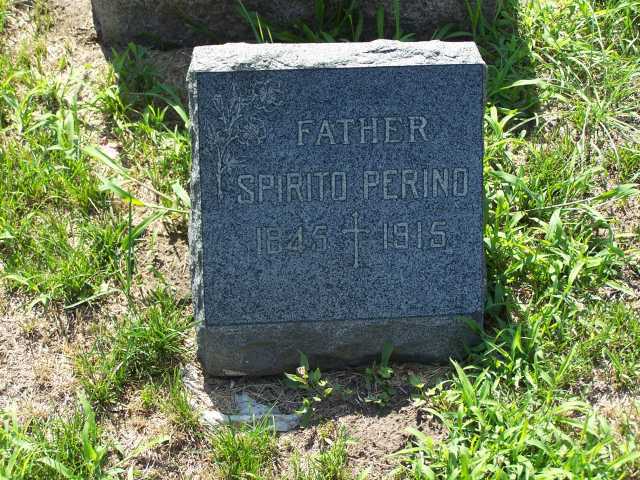 FATHER
SPIRITO PERINO
1845 1915